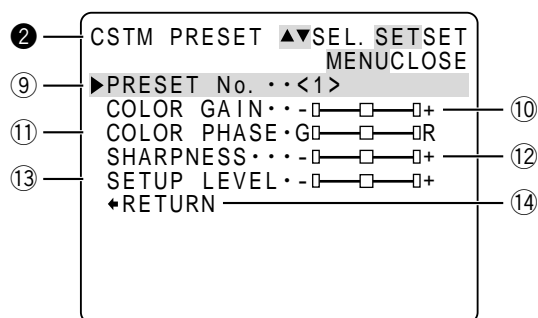 ❷ CSTM PRESET ▲▼SEL. SETSET
MENUCLOSE
⑨ ▶PRESET No. ・・<1>
COLOR GAIN・・- + ⑩
⑪ COLOR PHASE・G R
SHARPNESS・・・- + ⑫
⑬ SETUP LEVEL・- +
←RETURN ⑭